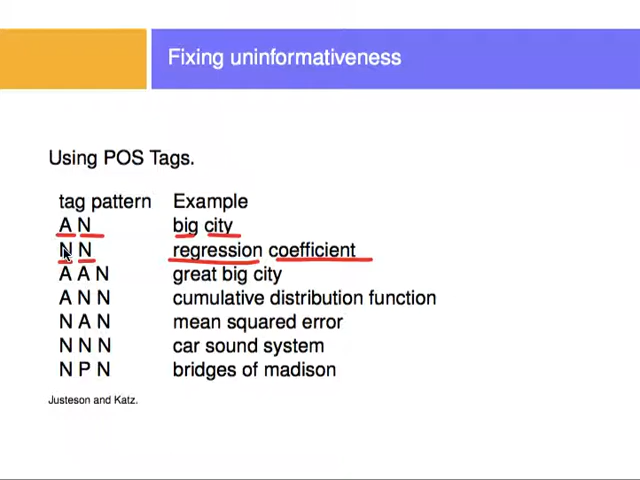 Fixing uninformativeness
Using POS Tags.
tag pattern Example
A N big city
N N regression coefficient
A A N great big city
A N N cumulative distribution function
N A N mean squared error
N N N car sound system
N P N bridges of madison
Justeson and Katz.